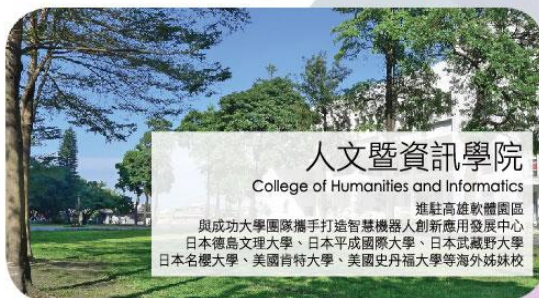 人文暨資訊學院
College of Humanities and Informatics
進駐高雄軟體園區
與成功大學團隊攜手打造智慧機器人創新應用發展中心
日本德島文理大學、日本平成國際大學、日本武藏野大學
日本名櫻大學、美國肯特大學、美國史丹福大學等海外姊妹校